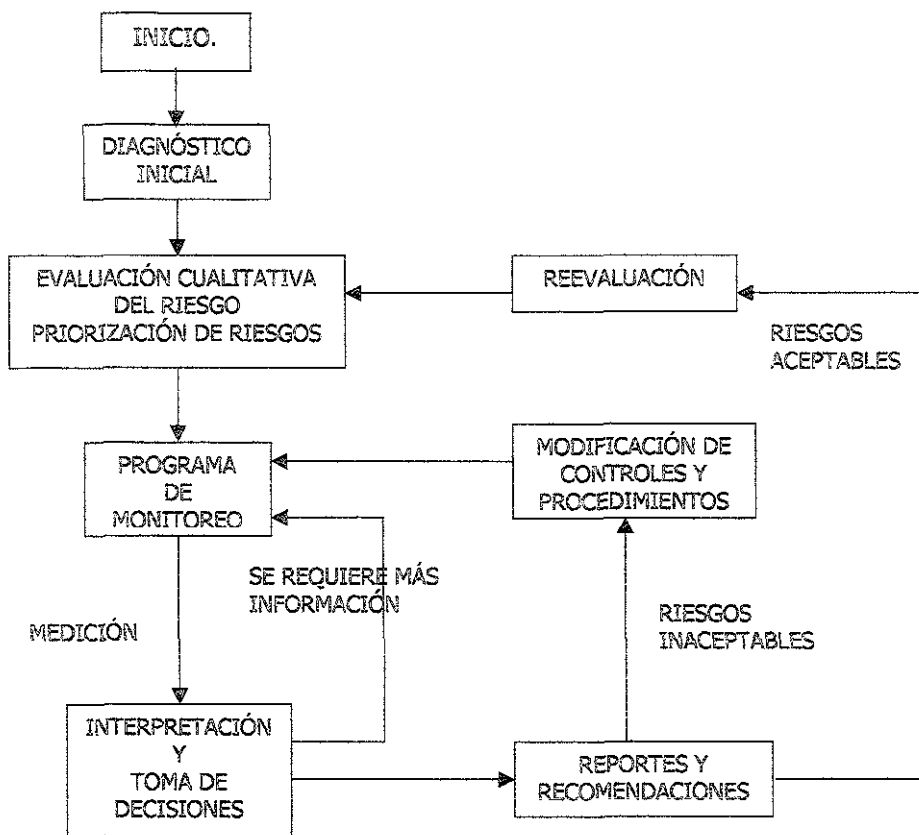 INICIO.
DIAGNÓSTICO
INICIAL
EVALUACIÓN CUALITATIVA
DEL RIESGO
PRIORIZACIÓN DE RIESGOS
REEVALUACIÓN
RIESGOS
ACEPTABLES
PROGRAMA
DE
MONITOREO
MODIFICACIÓN DE
CONTROLES Y
PROCEDIMIENTOS
SE REQUIERE MÁS
INFORMACIÓN
MEDICIÓN
RIESGOS
INACEPTABLES
INTERPRETACIÓN
Y
TOMA DE
DECISIONES
REPORTES Y
RECOMENDACIONES